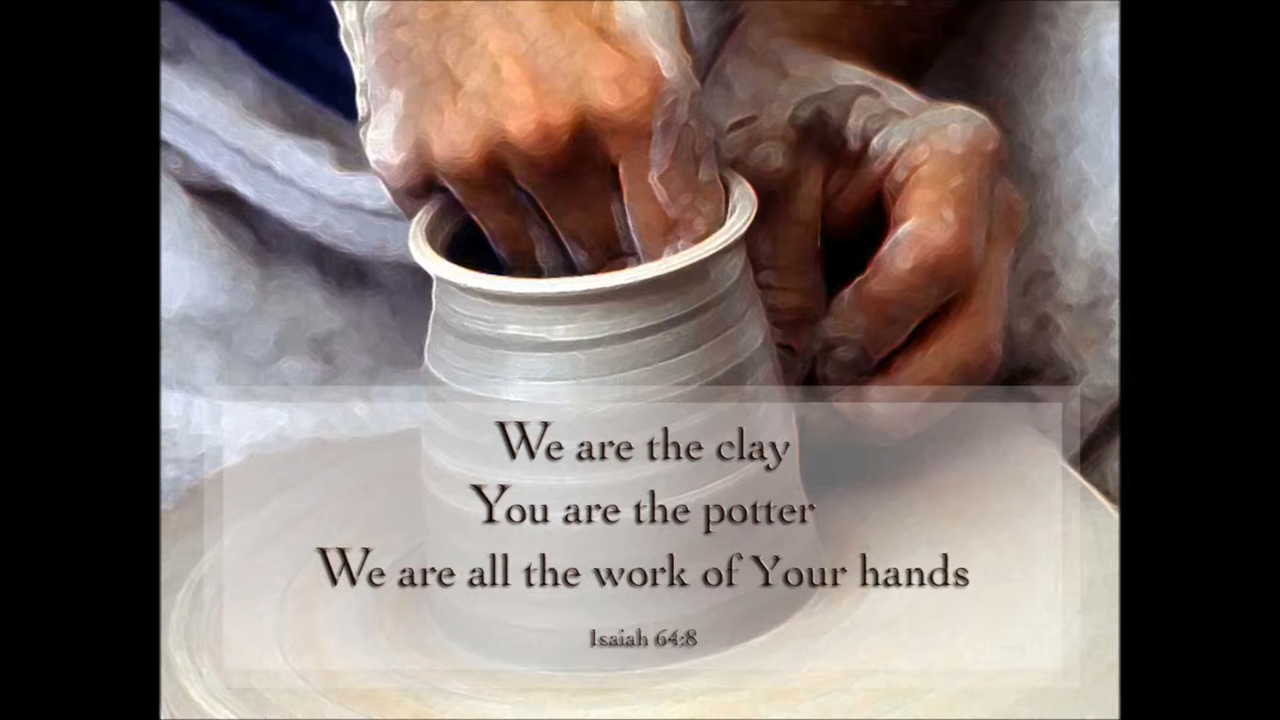 We are the clay
You are the potter
We are all the work of Your hands
Isaiah 64:8